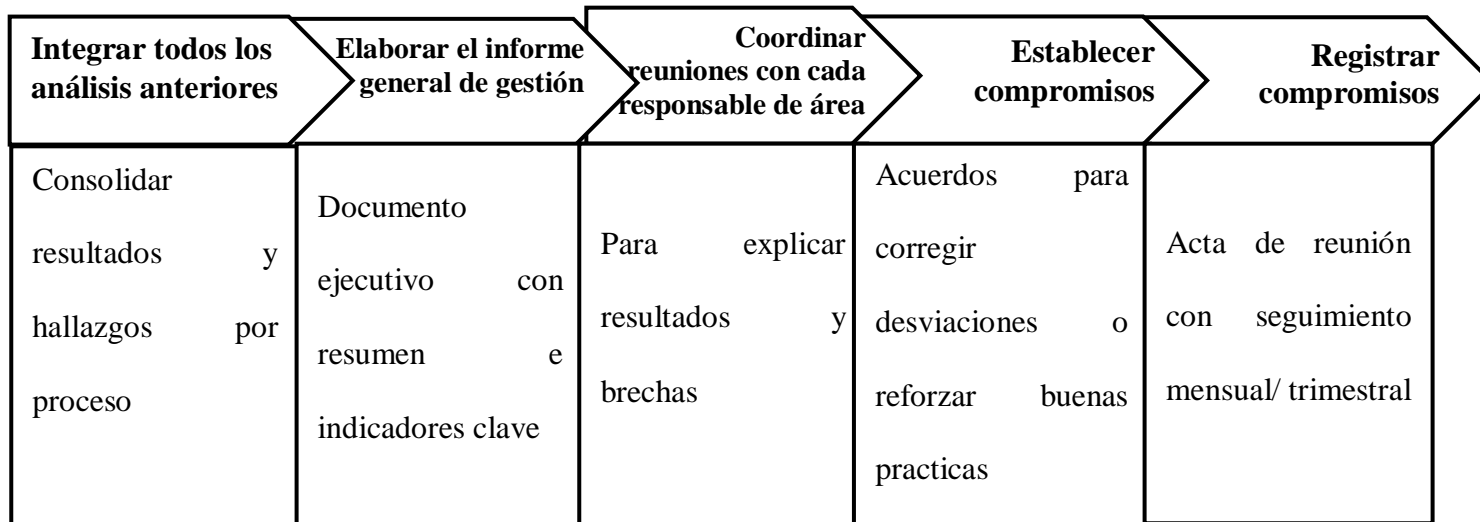 Integrar todos los
análisis anteriores
Elaborar el informe
general de gestión
Coordinar
reuniones con cada
responsable de área
Establecer
compromisos
Registrar
compromisos
Consolidar
resultados y
hallazgos por
proceso
Documento
ejecutivo con
resumen e
indicadores clave
Para explicar
resultados y
brechas
Acuerdos para
corregir
desviaciones o
reforzar buenas
practicas
Acta de reunión
con seguimiento
mensual/ trimestral